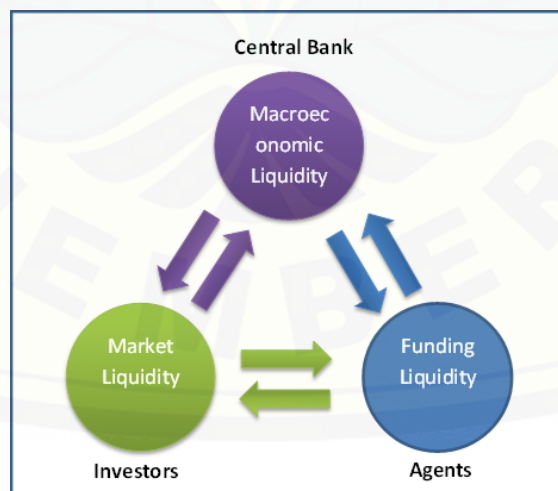 Central Bank
Macroec
onomic
Liquidity
Market
Liquidity
Funding
Liquidity
Investors
Agents